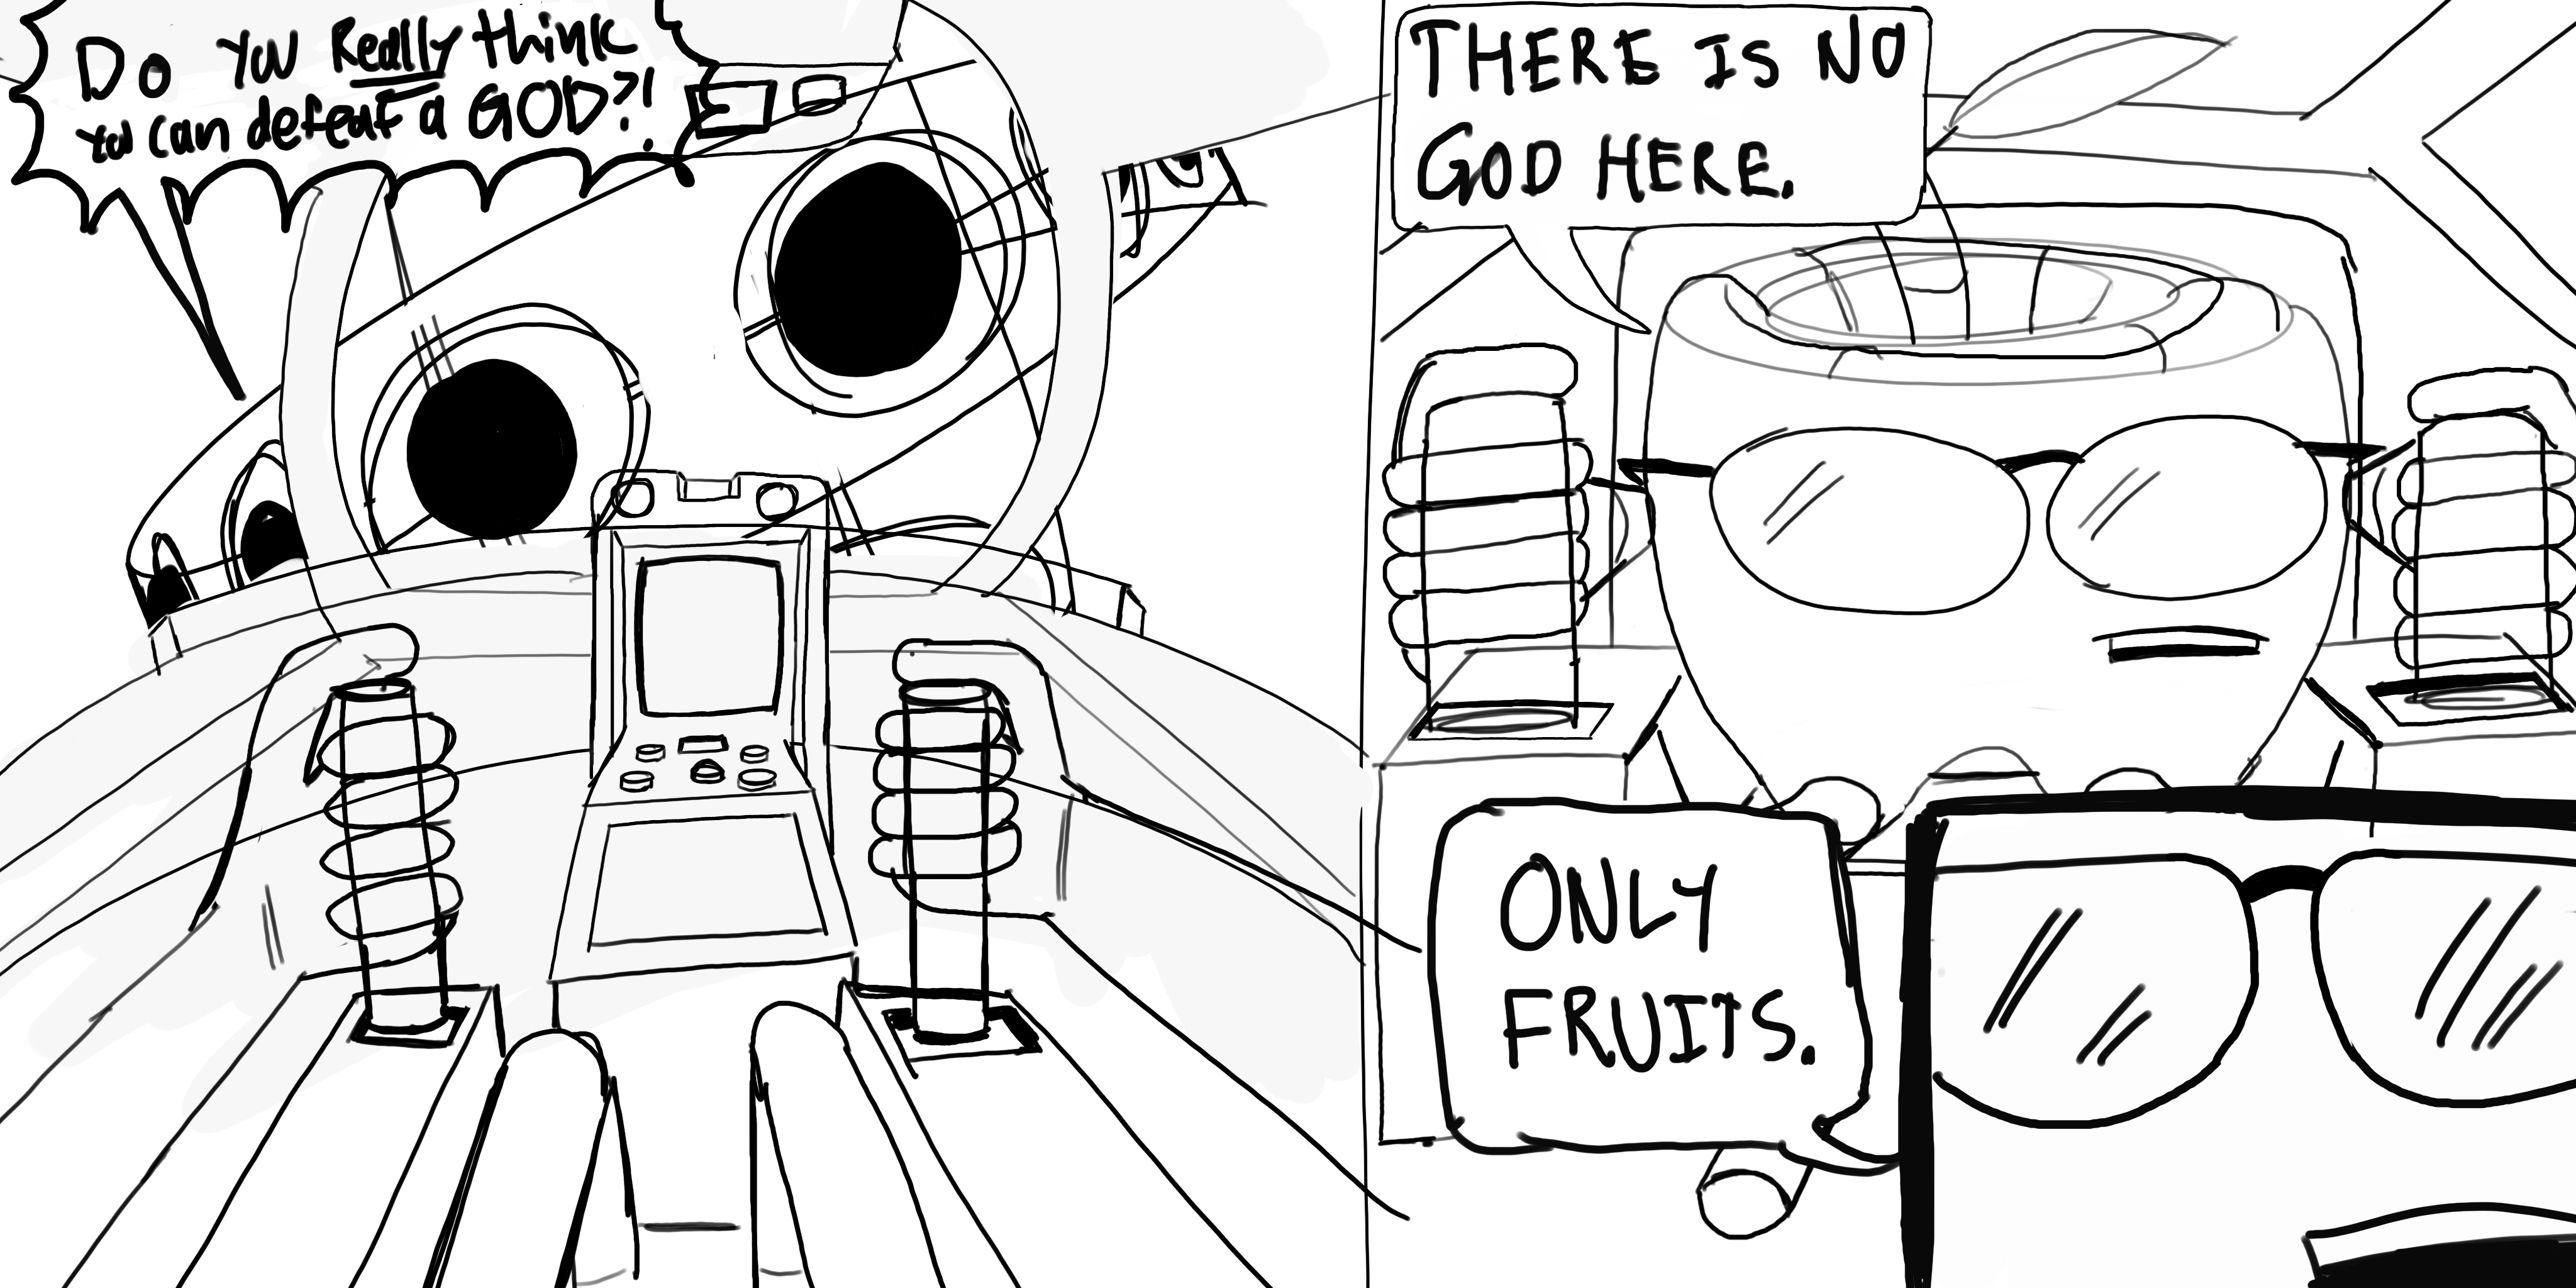 Do you Really think
you can defeat a GOD?!
THERE IS NO
GOD HERE.
ONLY
FRUITS.